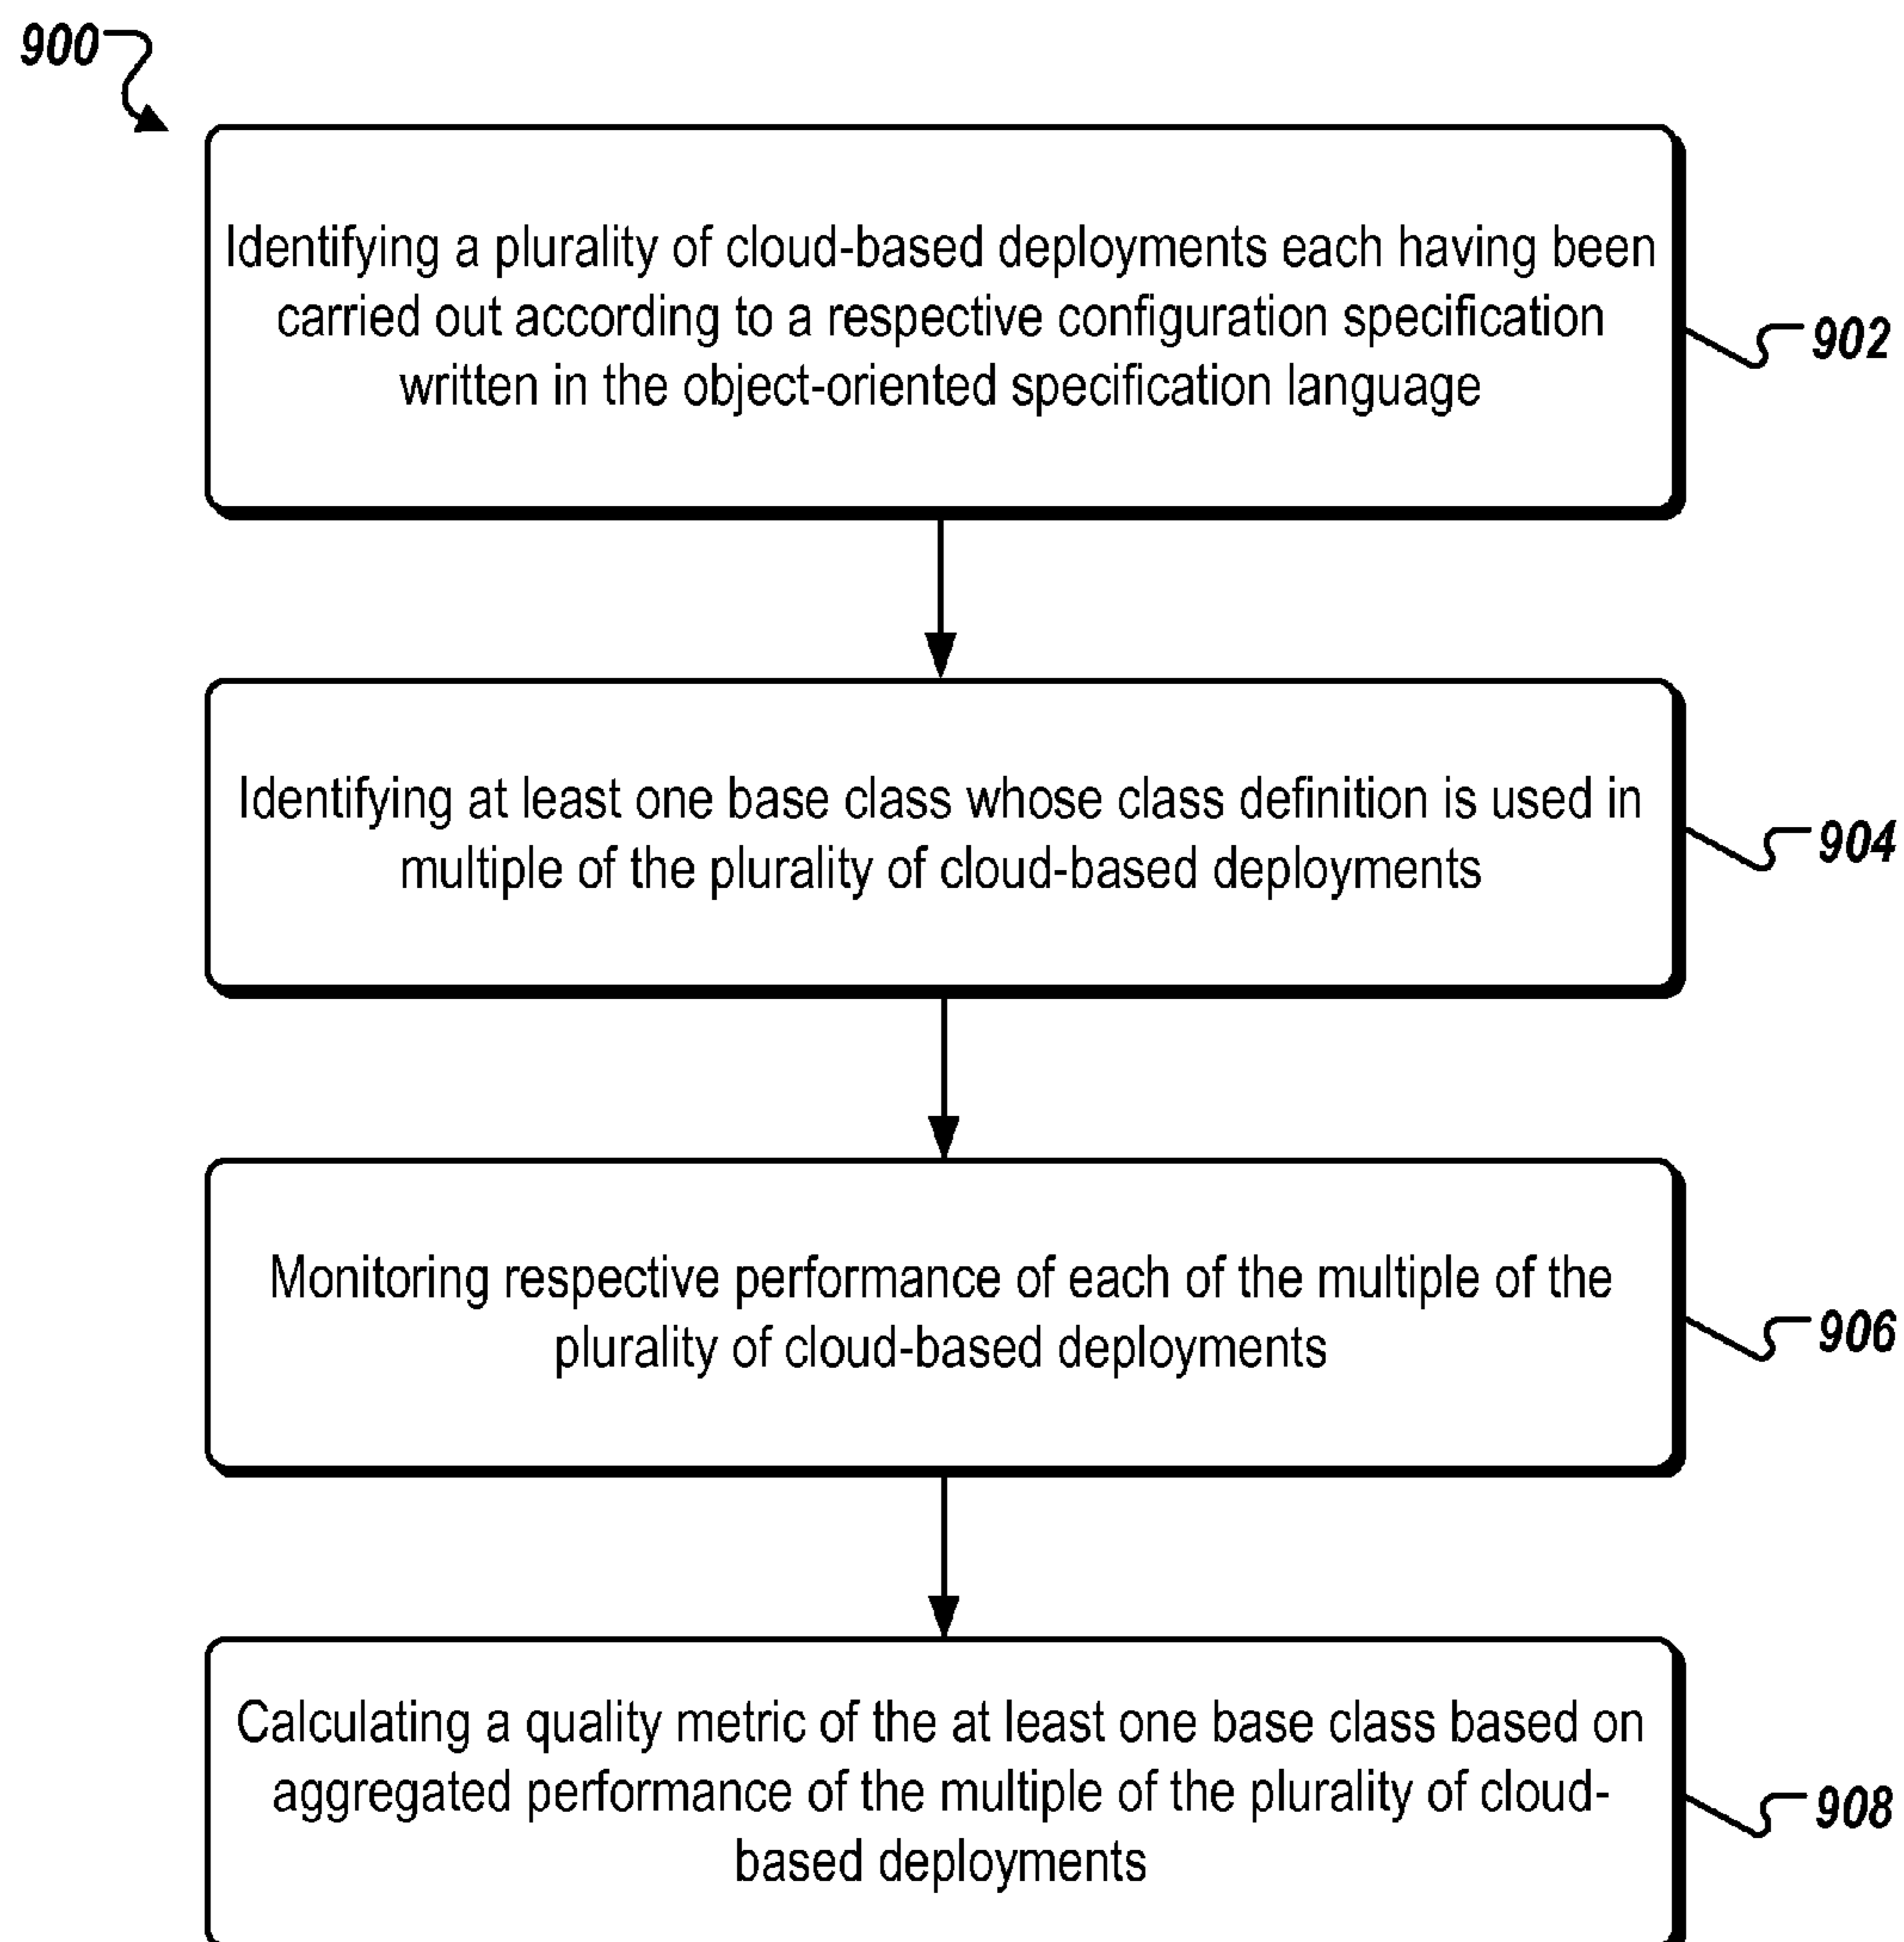 900
Identifying a plurality of cloud-based deployments each having been
carried out according to a respective configuration specification
written in the object-oriented specification language
902
Identifying at least one base class whose class definition is used in
multiple of the plurality of cloud-based deployments
904
Monitoring respective performance of each of the multiple of the
plurality of cloud-based deployments
906
Calculating a quality metric of the at least one base class based on
aggregated performance of the multiple of the plurality of cloud-
based deployments
908